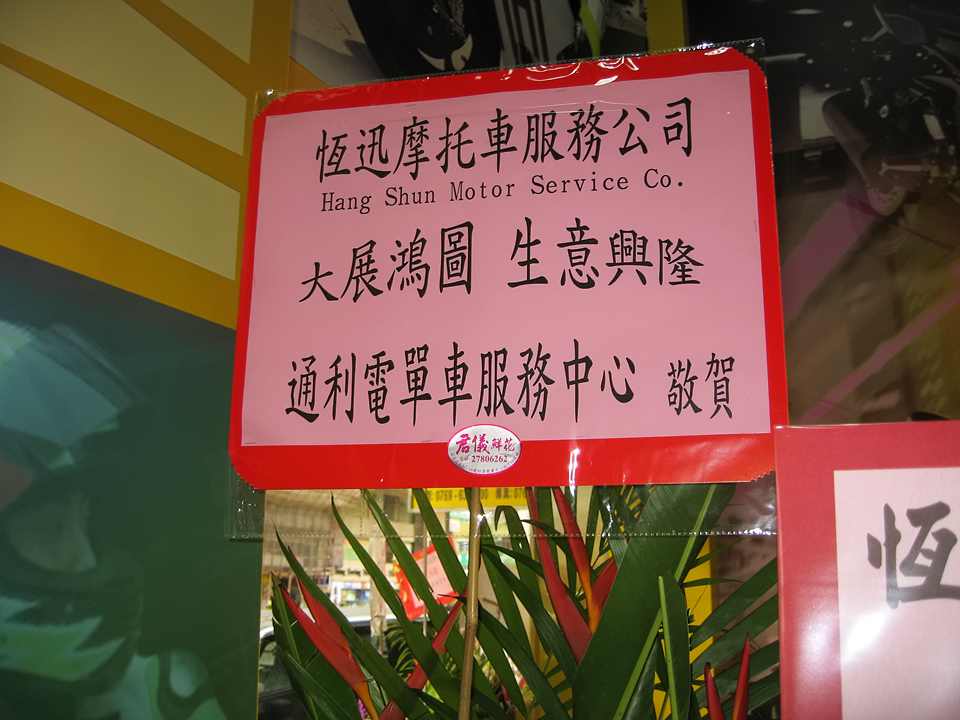 恆迅摩托車服務公司
Hang Shun Motor Service Co.
大展鴻圖 生意興隆
通利電單車服務中心 敬賀
君儀鮮花
27806262
恆